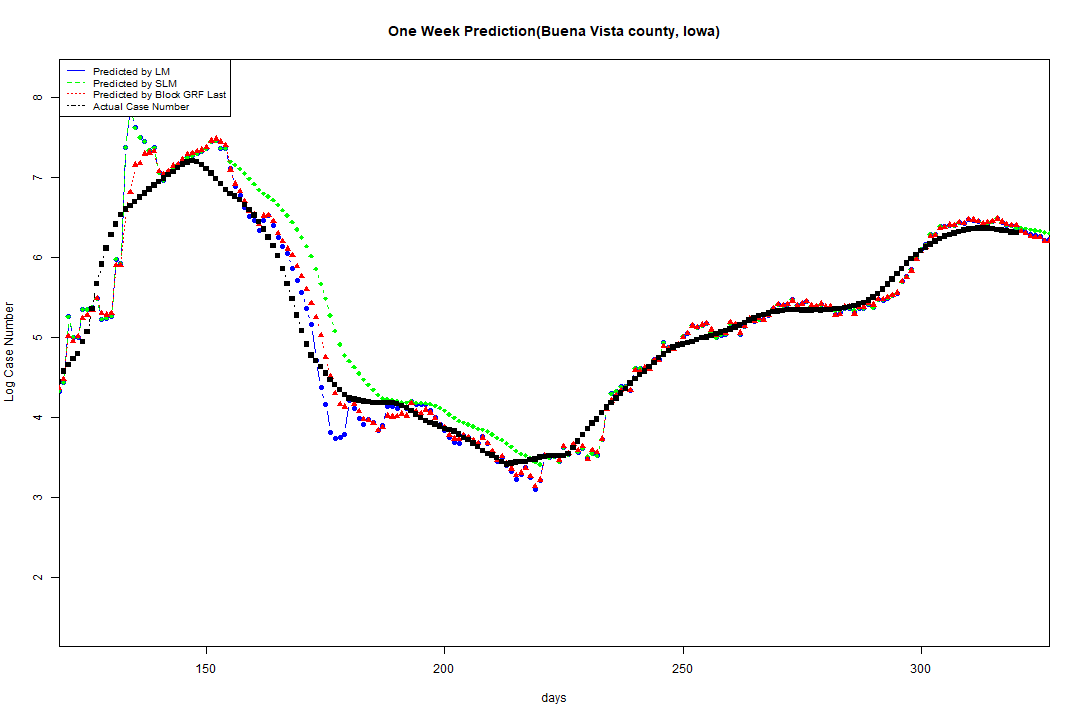 One Week Prediction(Buena Vista county, Iowa)
Predicted by LM
Predicted by SLM
Predicted by Block GRF Last
Actual Case Number
8
7
6
5
4
3
2
Log Case Number
150 200 250 300
days